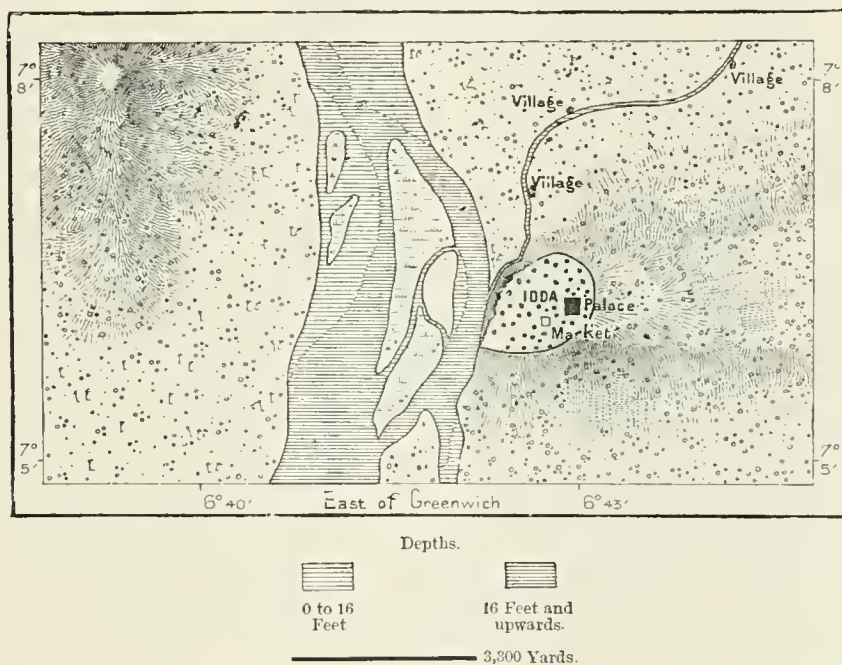 7°
8'
7°
8'
Village
Village
Village
IDDA
Palace
Market
7°
5'
7°
5'
6° 40'
East of Greenwich
6° 43'
Depths.
0 to 16
Feet
16 Feet and
upwards.
3,300 Yards.